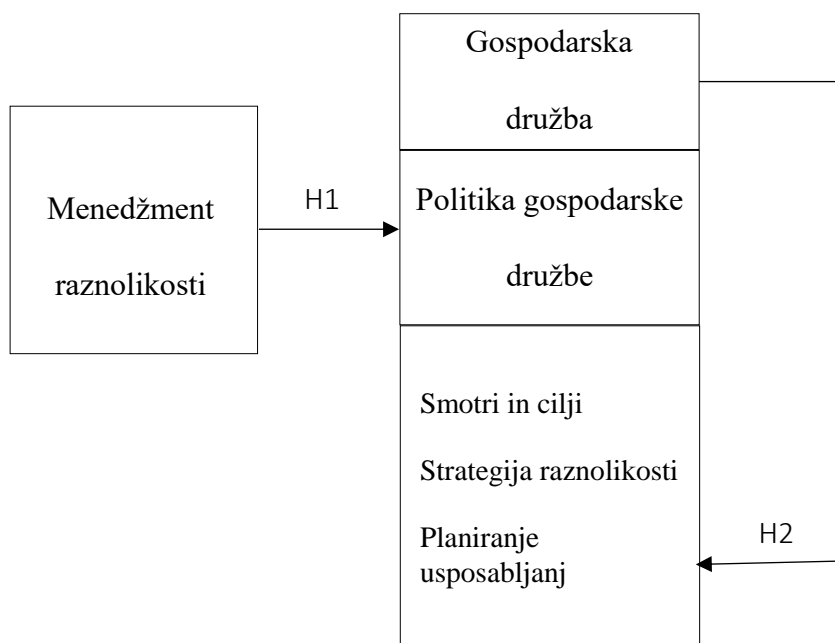 Gospodarska
družba
Menedžment
raznolikosti
H1
Politika gospodarske
družbe
Smotri in cilji
Strategija raznolikosti
Planiranje
usposabljanj
H2